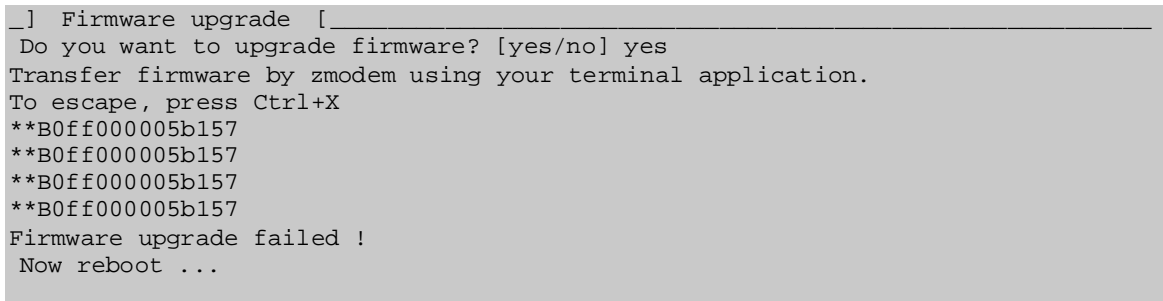 _] Firmware upgrade [_________________________________________________________
Do you want to upgrade firmware? [yes/no] yes
Transfer firmware by zmodem using your terminal application.
To escape, press Ctrl+X
**B0ff000005b157
**B0ff000005b157
**B0ff000005b157
**B0ff000005b157
Firmware upgrade failed !
Now reboot ...